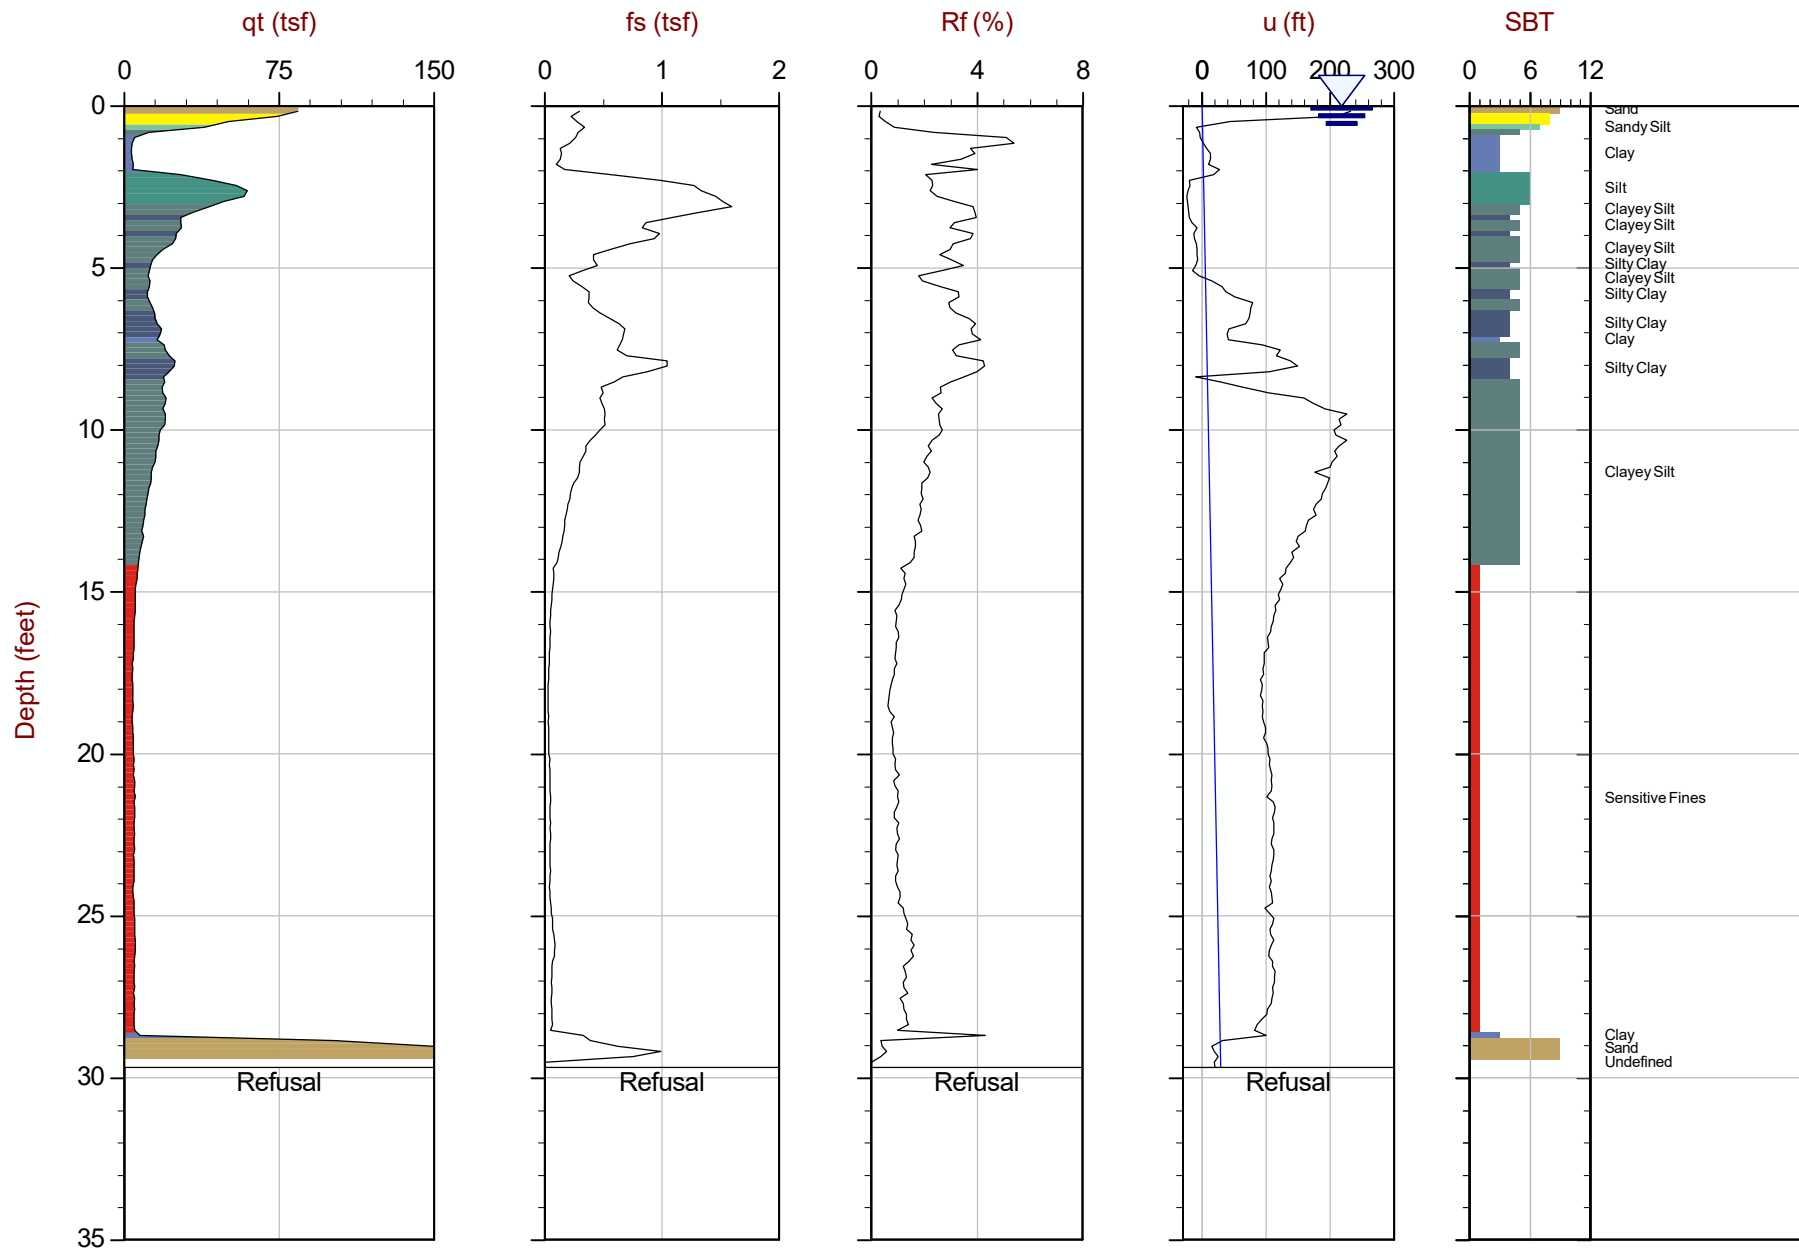 qt (tsf) fs (tsf) Rf (%) u (ft) SBT
0 75 150 0 1 2 0 4 8 0 100 200 300 0 6 12
0
Sand
Sandy Silt
Clay
Silt
Clayey Silt
Clayey Silt
Clayey Silt
Silty Clay
5
Clayey Silt
Silty Clay
Silty Clay
Clay
Silty Clay
10
Clayey Silt
15
Depth (feet)
20
Sensitive Fines
25
Clay
Sand
Undefined
30
Refusal Refusal Refusal Refusal
35